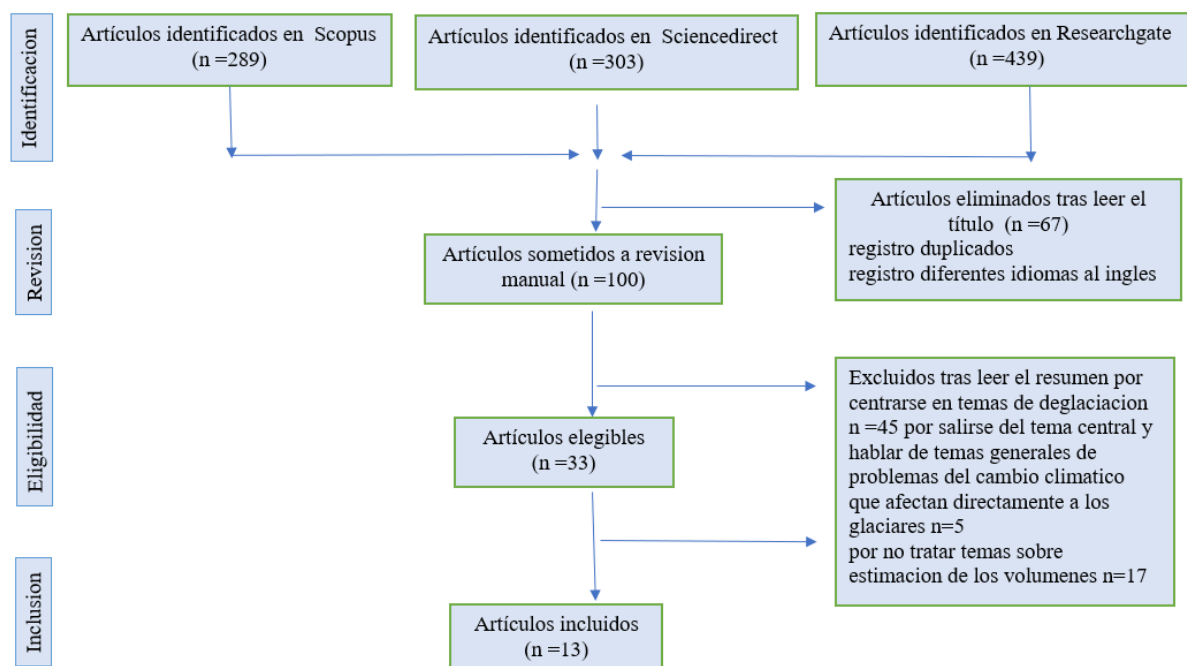 Identificacion
Artículos identificados en Scopus
(n =289)
Artículos identificados en Sciencedirect
(n =303)
Artículos identificados en Researchgate
(n =439)
Revision
Artículos eliminados tras leer el
título (n =67)
registro duplicados
registro diferentes idiomas al ingles
Artículos sometidos a revision
manual (n =100)
Eligibilidad
Excluidos tras leer el resumen por
centrarse en temas de deglaciacion
n =45 por salirse del tema central y
hablar de temas generales de
problemas del cambio climatico
que afectan directamente a los
glaciares n=5
por no tratar temas sobre
estimacion de los volumenes n=17
Artículos elegibles
(n =33)
Inclusion
Artículos incluidos
(n =13)